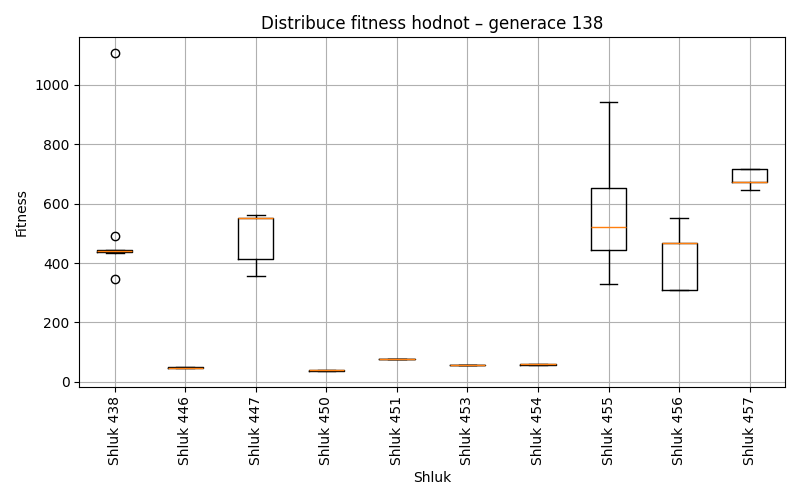 Distribuce fitness hodnot – generace 138
Fitness
1000
800
600
400
200
0
Shluk 438
Shluk 446
Shluk 447
Shluk 450
Shluk 451
Shluk 453
Shluk 454
Shluk 455
Shluk 456
Shluk 457
Shluk